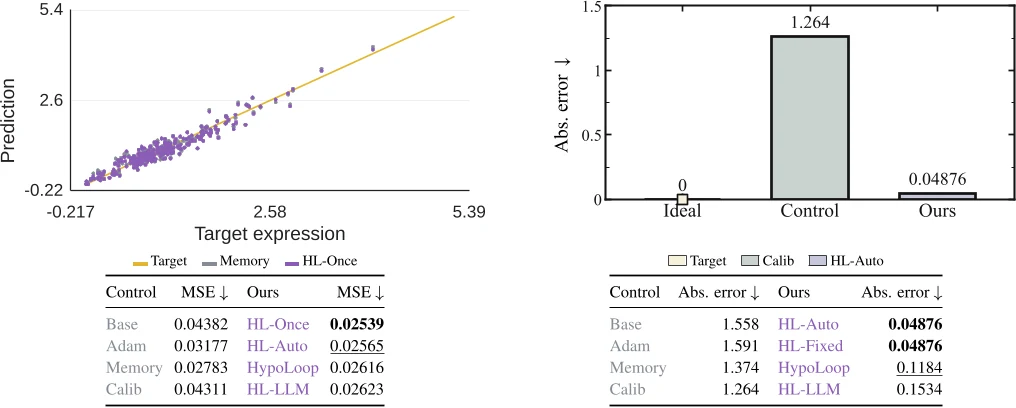 5.4
2.6
-0.22
Prediction
-0.217 2.58 5.39
Target expression
Target Memory HL-Once
Control MSE↓ Ours MSE↓
Base 0.04382 HL-Once 0.02539
Adam 0.03177 HL-Auto 0.02565
Memory 0.02783 HypoLoop 0.02616
Calib 0.04311 HL-LLM 0.02623
1.5
1
0.5
0
Abs. error ↓
0
1.264
0.04876
Ideal Control Ours
Target Calib HL-Auto
Control Abs. error↓ Ours Abs. error↓
Base 1.558 HL-Auto 0.04876
Adam 1.591 HL-Fixed 0.04876
Memory 1.374 HypoLoop 0.1184
Calib 1.264 HL-LLM 0.1534